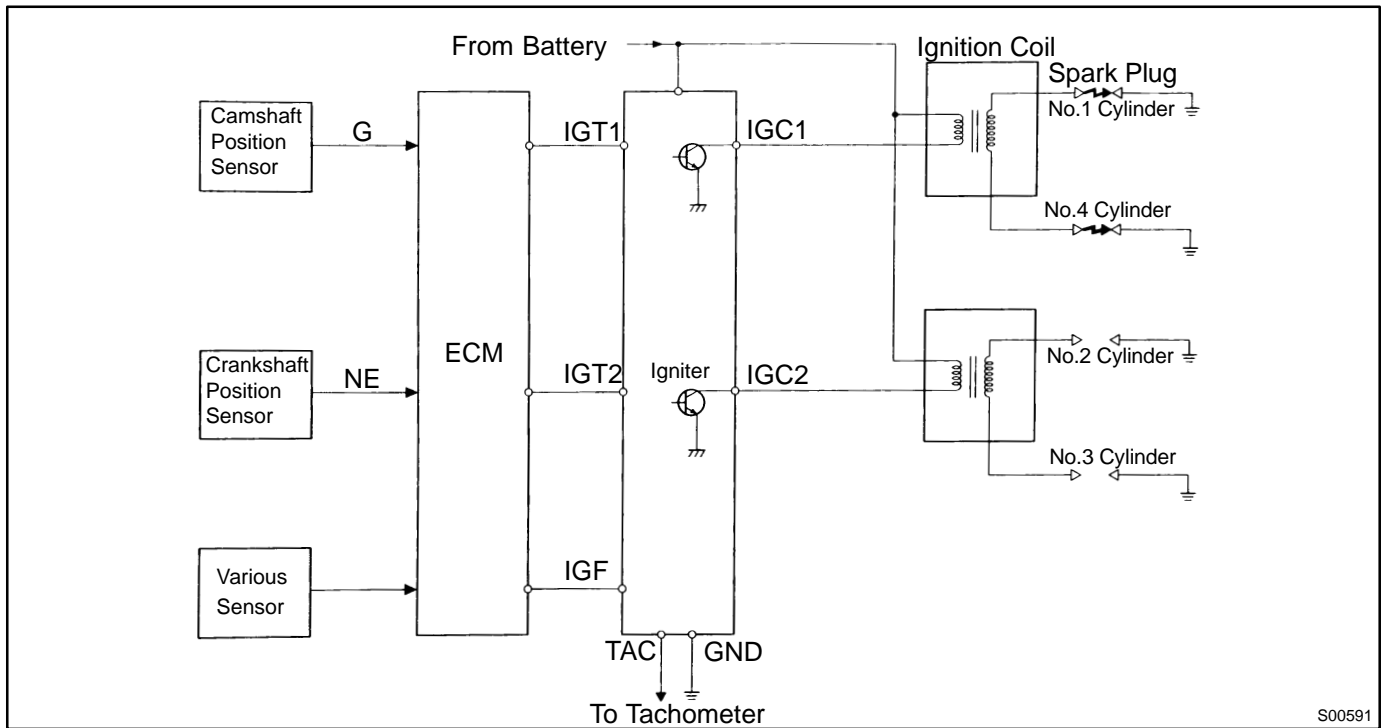 From Battery
Ignition Coil
Spark Plug
No.1 Cylinder
Camshaft
Position
Sensor
G
IGT1
IGC1
No.4 Cylinder
Crankshaft
Position
Sensor
NE
ECM
IGT2
Igniter
IGC2
No.2 Cylinder
No.3 Cylinder
Various
Sensor
IGF
TAC
GND
To Tachometer
S00591